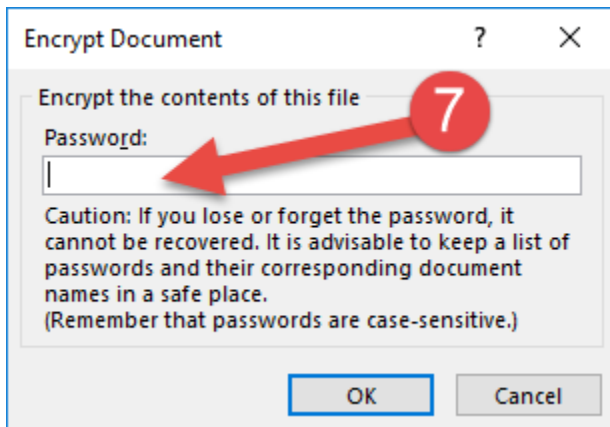 Encrypt Document ? X
Encrypt the contents of this file
7
Password:
Caution: If you lose or forget the password, it
cannot be recovered. It is advisable to keep a list of
passwords and their corresponding document
names in a safe place.
(Remember that passwords are case-sensitive.)
OK Cancel